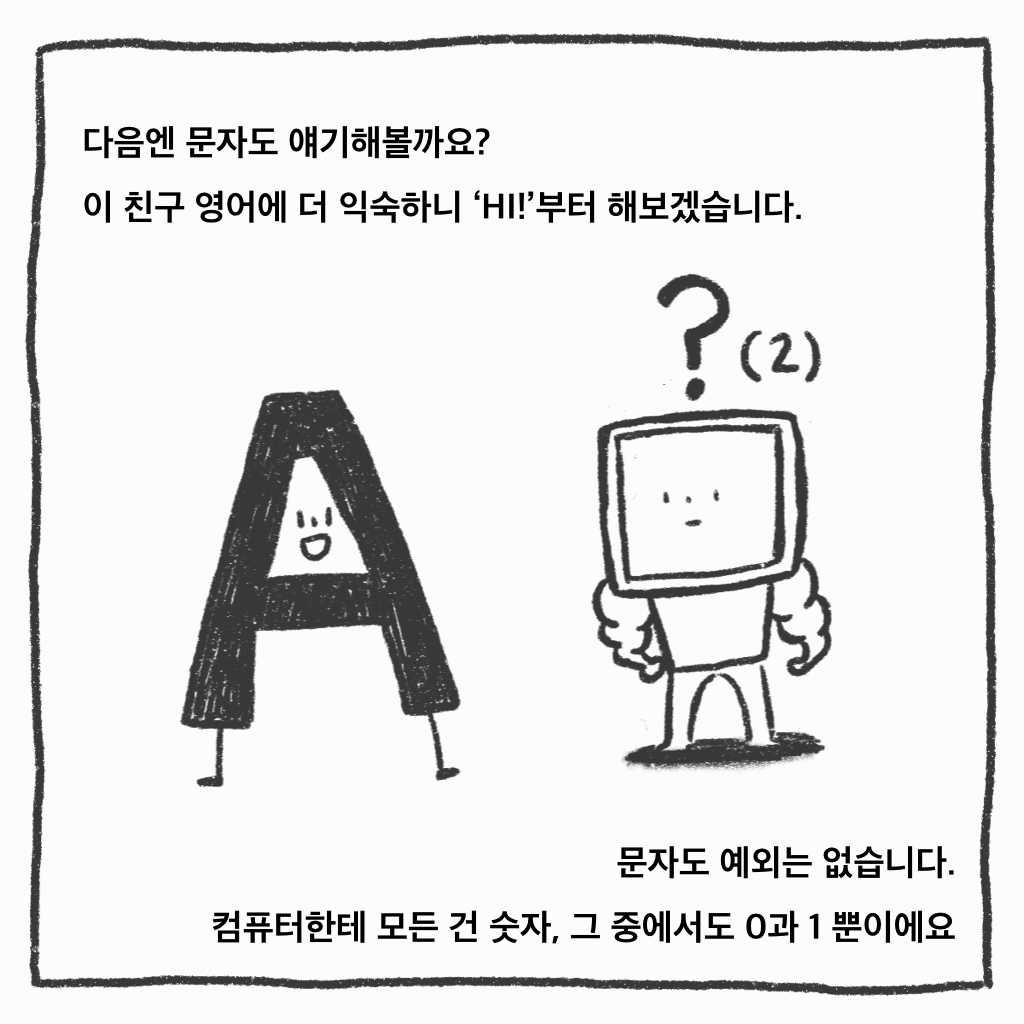 다음엔 문자도 얘기해볼까요?
이 친구 영어에 더 익숙하니 ‘HI!’부터 해보겠습니다.
?
(2)
A
문자도 예외는 없습니다.
컴퓨터한테 모든 건 숫자, 그 중에서도 0과 1 뿐이에요